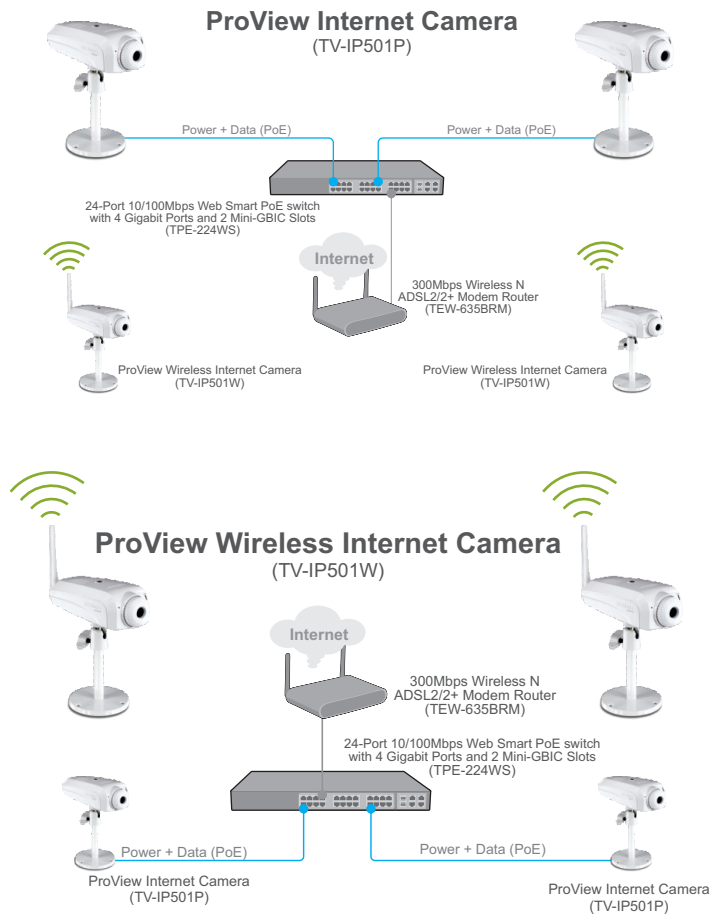 ProView Internet Camera
(TV-IP501P)
Power + Data (PoE)
Power + Data (PoE)
24-Port 10/100Mbps Web Smart PoE switch
with 4 Gigabit Ports and 2 Mini-GBIC Slots
(TPE-224WS)
Internet
300Mbps Wireless N
ADSL2/2+ Modem Router
(TEW-635BRM)
ProView Wireless Internet Camera
(TV-IP501W)
ProView Wireless Internet Camera
(TV-IP501W)
ProView Wireless Internet Camera
(TV-IP501W)
Internet
300Mbps Wireless N
ADSL2/2+ Modem Router
(TEW-635BRM)
24-Port 10/100Mbps Web Smart PoE switch
with 4 Gigabit Ports and 2 Mini-GBIC Slots
(TPE-224WS)
Power + Data (PoE)
Power + Data (PoE)
ProView Internet Camera
(TV-IP501P)
ProView Internet Camera
(TV-IP501P)